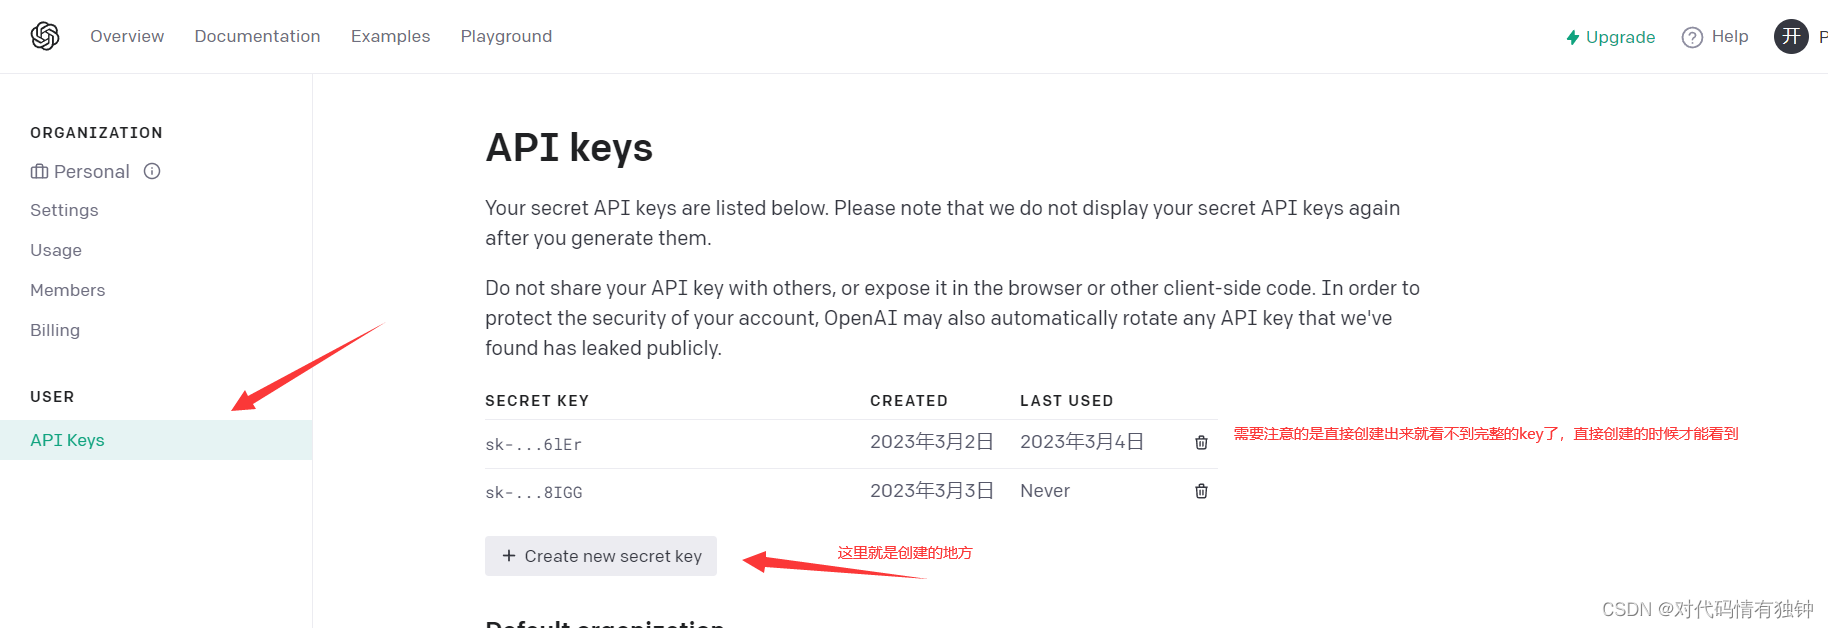 Overview Documentation Examples Playground
Upgrade Help 开 P
ORGANIZATION
Personal
Settings
Usage
Members
Billing
USER
API Keys
API keys
Your secret API keys are listed below. Please note that we do not display your secret API keys again
after you generate them.
Do not share your API key with others, or expose it in the browser or other client-side code. In order to
protect the security of your account, OpenAI may also automatically rotate any API key that we've
found has leaked publicly.
SECRET KEY CREATED LAST USED
sk-...6lEr 2023年3月2日 2023年3月4日
需要注意的是直接创建出来就看不到完整的key了，直接创建的时候才能看到
sk-...8IGG 2023年3月3日 Never
+ Create new secret key
这里就是创建的地方
Default organization
CSDN @对代码情有独钟